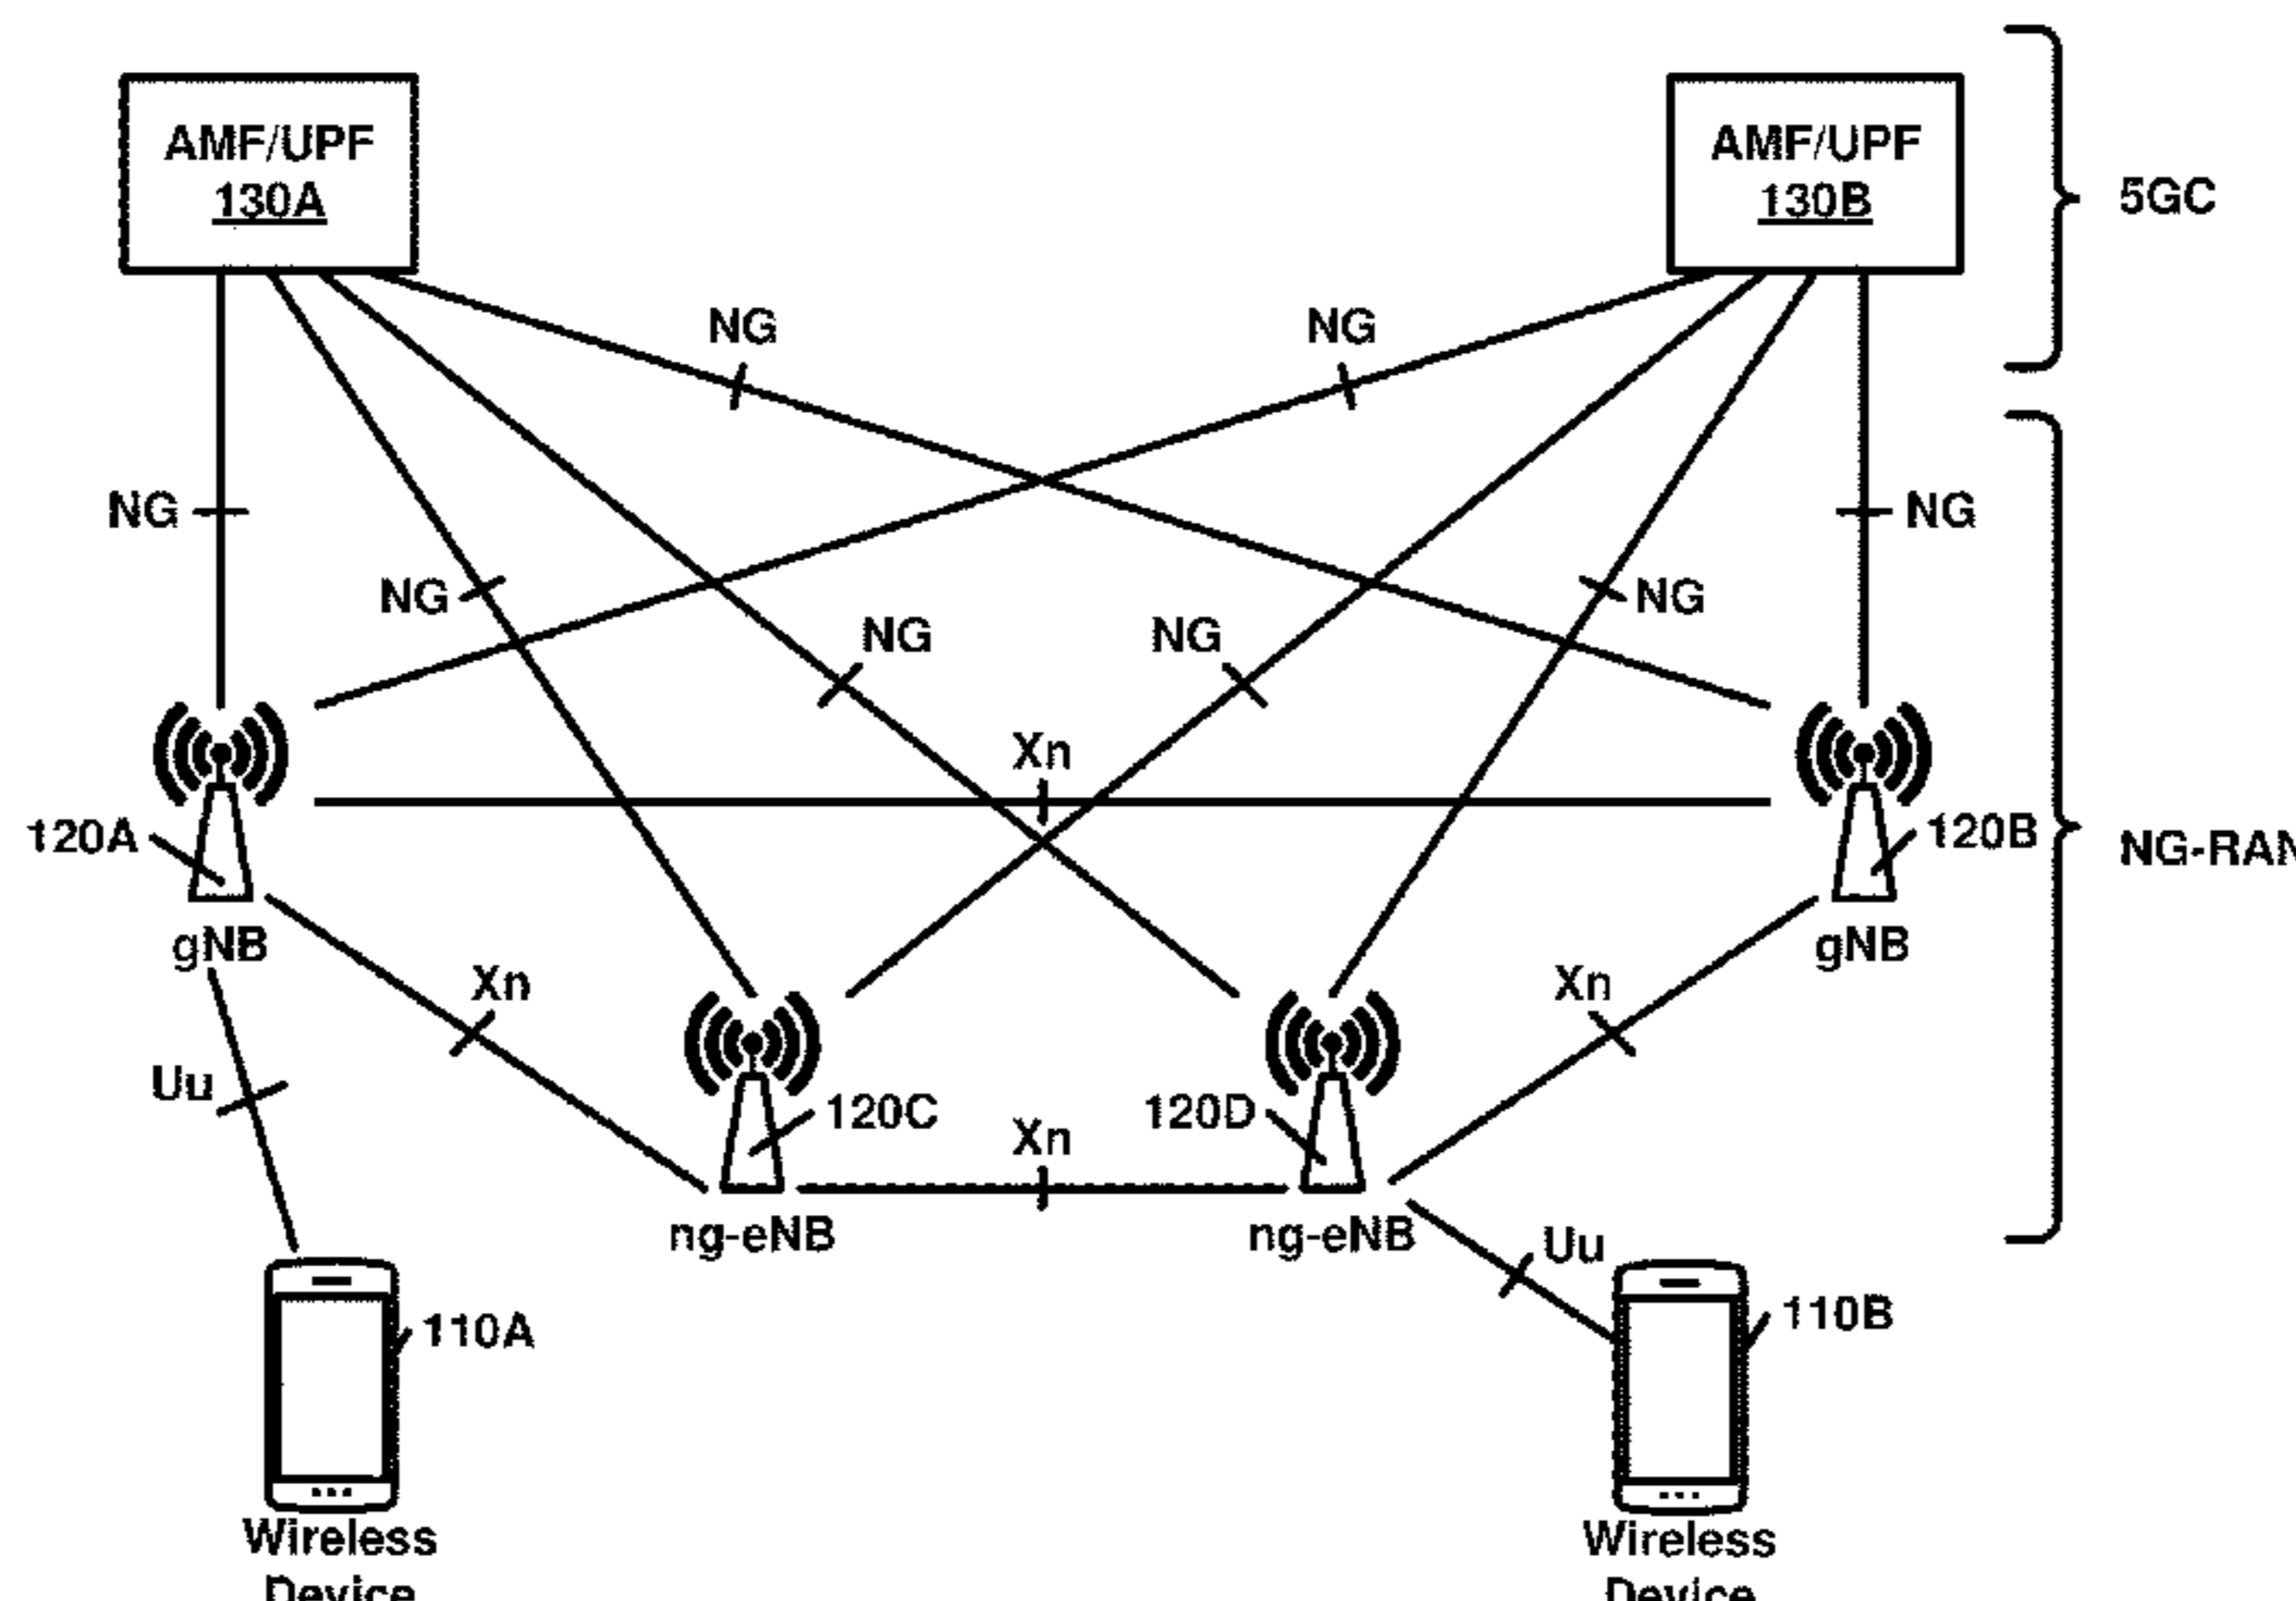 AMF/UPF
130A
AMF/UPF
130B
5GC
NG
NG
NG
NG
NG
NG
NG
NG
Xn
120A
120B
NG-RAN
gNB
gNB
Xn
Xn
Uu
120C
120D
Xn
ng-eNB
ng-eNB
Uu
110A
110B
Wireless
Device
Wireless
Device